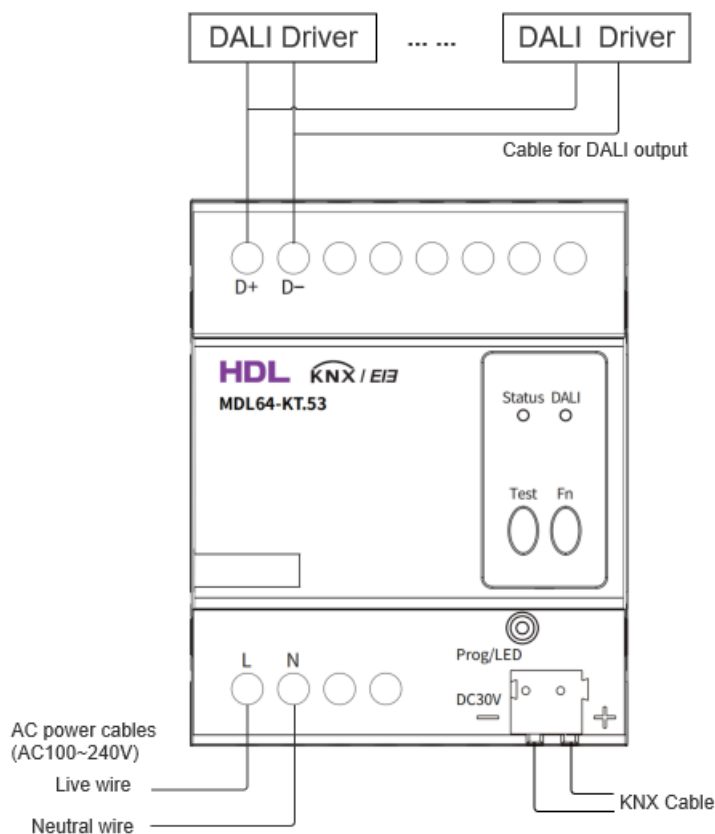 DALI Driver ... ... DALI Driver
Cable for DALI output
D+ D−
HDL KNX / EIB
MDL64-KT.53
Status DALI
Test Fn
Prog/LED
L N
DC30V
− +
AC power cables
(AC100~240V)
Live wire
KNX Cable
Neutral wire